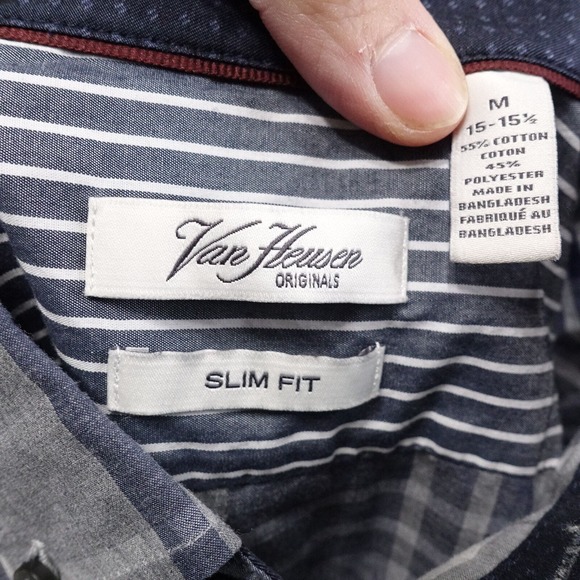 Van Heusen
ORIGINALS
SLIM FIT
M
15-15½
55% COTTON
COTON
45%
POLYESTER
MADE IN
BANGLADESH
FABRIQUÉ AU
BANGLADESH